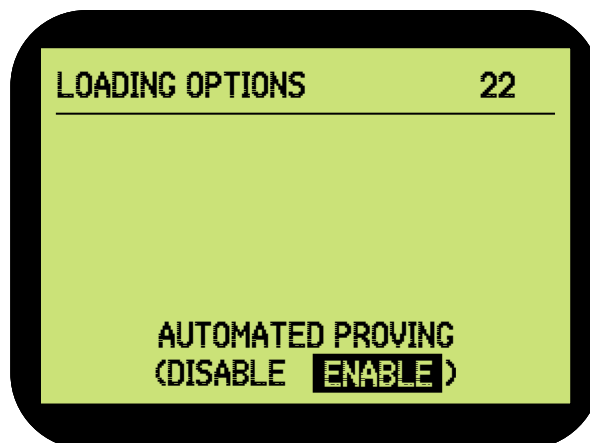 LOADING OPTIONS 22
AUTOMATED PROVING
(DISABLE ENABLE)